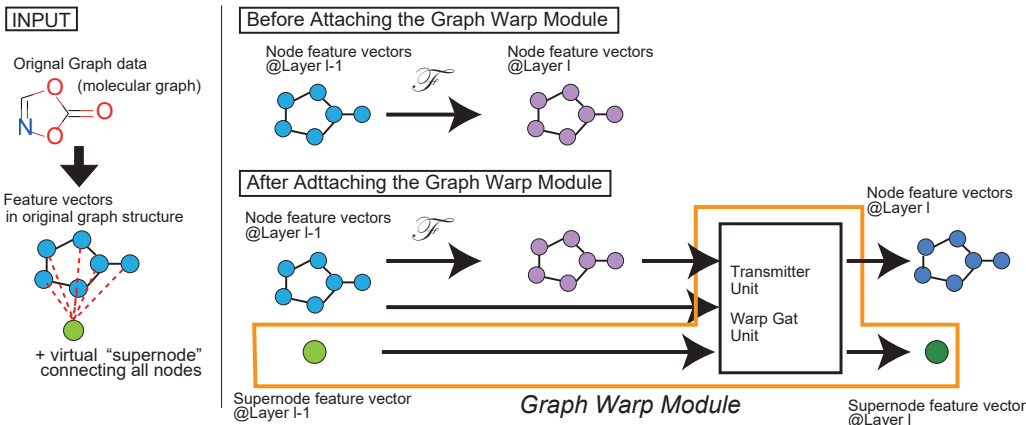 INPUT
Orignal Graph data
(molecular graph)
O
O
N
O
Feature vectors
in original graph structure
+ virtual “supernode”
connecting all nodes
Before Attaching the Graph Warp Module
Node feature vectors
@Layer l-1
ℱ
Node feature vectors
@Layer l
After Adttaching the Graph Warp Module
Node feature vectors
@Layer l-1
ℱ
Transmitter
Unit
Warp Gat
Unit
Node feature vectors
@Layer l
Supernode feature vector
@Layer l-1
Graph Warp Module
Supernode feature vector
@Layer l